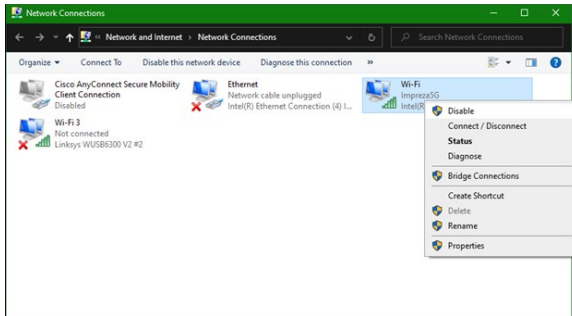 Network Connections
« Network and Internet › Network Connections
Search Network Connections
Organize
Connect To
Disable this network device
Diagnose this connection
»
Cisco AnyConnect Secure Mobility
Client Connection
Disabled
Ethernet
Network cable unplugged
Intel(R) Ethernet Connection (4) I...
Wi-Fi
Impreza5G
Intel(R)
Wi-Fi 3
Not connected
Linksys WUSB6300 V2 #2
Disable
Connect / Disconnect
Status
Diagnose
Bridge Connections
Create Shortcut
Delete
Rename
Properties